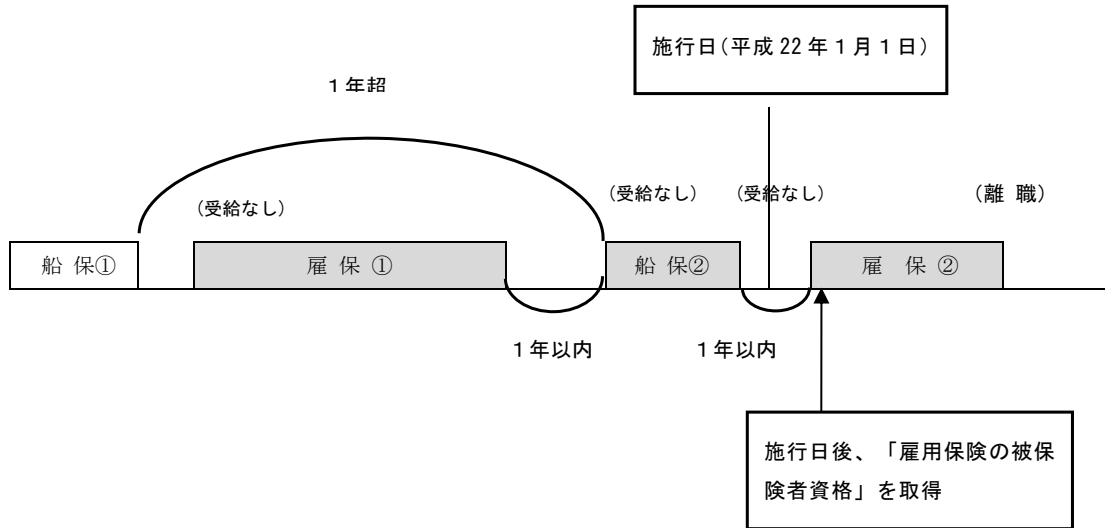 施行日(平成 22 年 1 月 1 日)
1 年超
(受給なし)
(受給なし)
(受給なし)
(離 職)
船 保①
雇 保 ①
船 保②
雇 保 ②
1 年以内
1 年以内
施行日後、「雇用保険の被保
険者資格」を取得